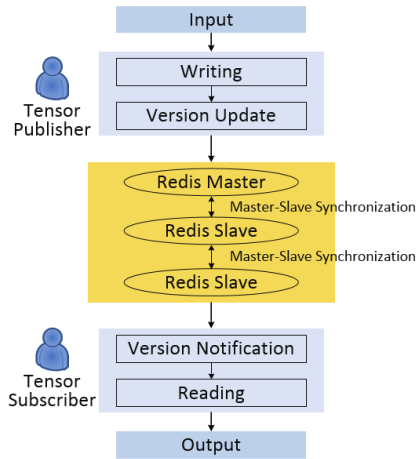 Input
Writing
Tensor
Publisher
Version Update
Redis Master
Master-Slave Synchronization
Redis Slave
Master-Slave Synchronization
Redis Slave
Version Notification
Tensor
Subscriber
Reading
Output